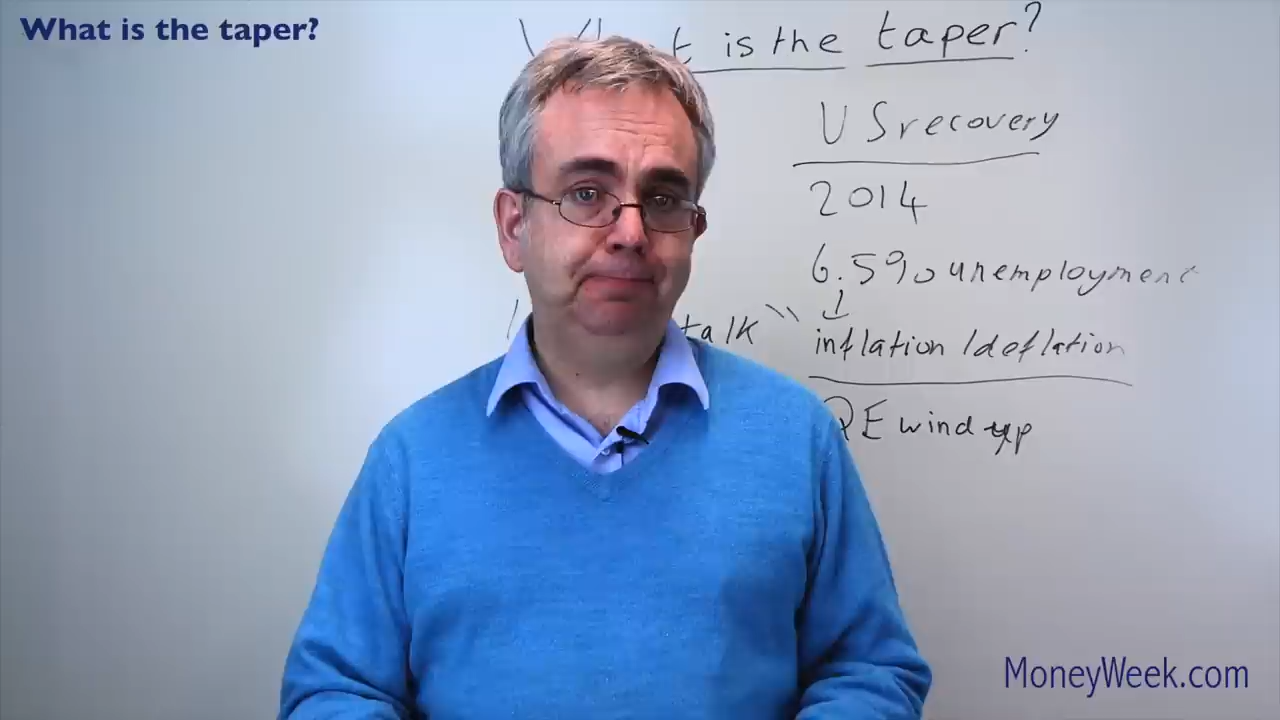 What is the taper?
t is the taper?
US recovery
2014
6.5% unemployment
↓
talk" inflation/deflation
QE wind-up
MoneyWeek.com